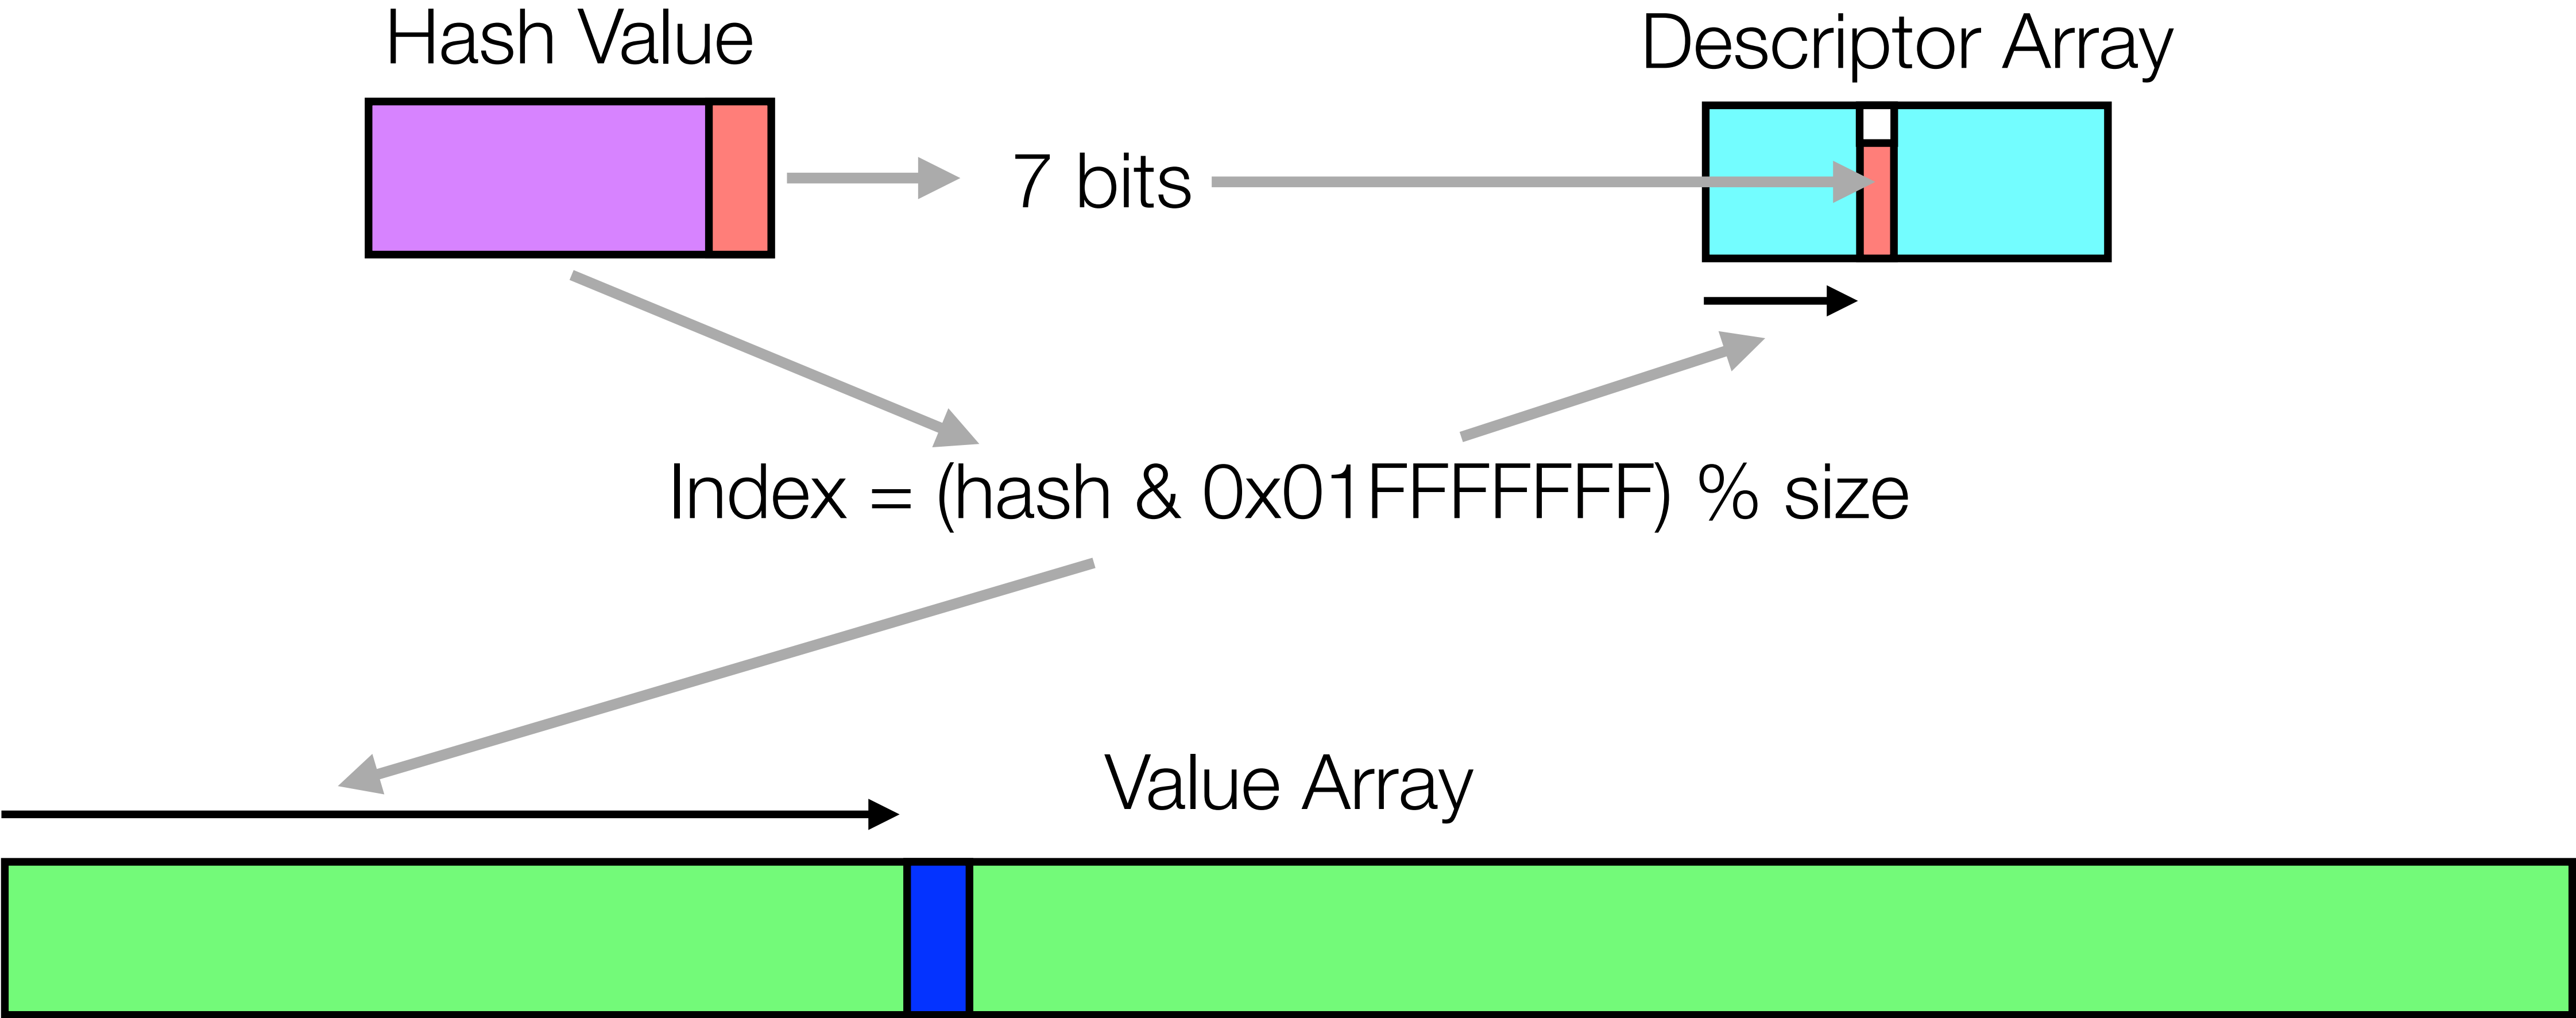 Hash Value
Descriptor Array
7 bits
Index = (hash & 0x01FFFFFFF) % size
Value Array